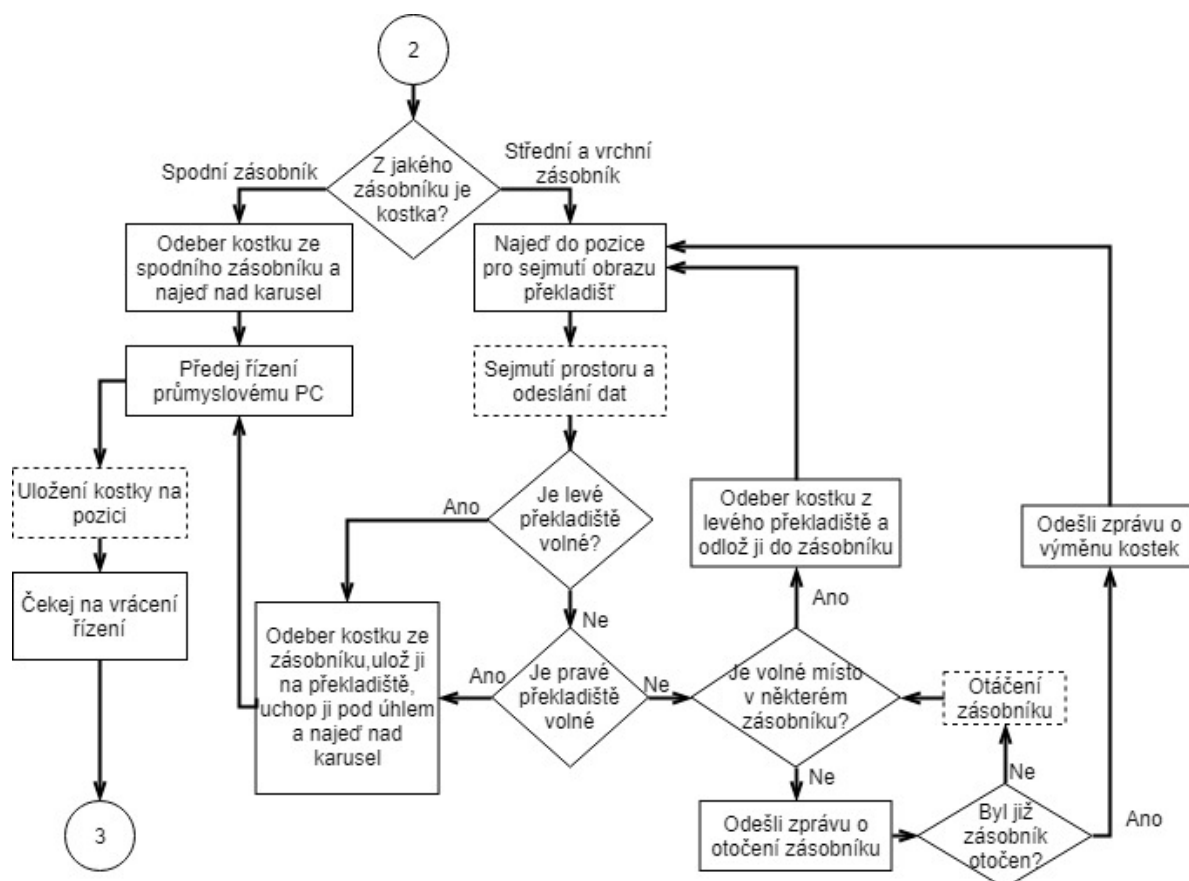 2
Z jakého
zásobníku je
kostka?
Spodní zásobník
Střední a vrchní
zásobník
Odeber kostku ze
spodního zásobníku a
najeď nad karusel
Najeď do pozice
pro sejmutí obrazu
překladišť
Předej řízení
průmyslovému PC
Sejmutí prostoru a
odeslání dat
Uložení kostky na
pozici
Ano
Je levé
překladiště
volné?
Odeber kostku z
levého překladiště a
odlož ji do zásobníku
Odešli zprávu o
výměnu kostek
Čekej na vrácení
řízení
Ne
Ano
Odeber kostku ze
zásobníku,ulož ji
na překladiště,
uchop ji pod úhlem
a najeď nad
karusel
Ano
Je pravé
překladiště
volné
Ne
Je volné místo
v některém
zásobníku?
Otáčení
zásobníku
Ne
Ne
3
Odešli zprávu o
otočení zásobníku
Byl již
zásobník
otočen?
Ano